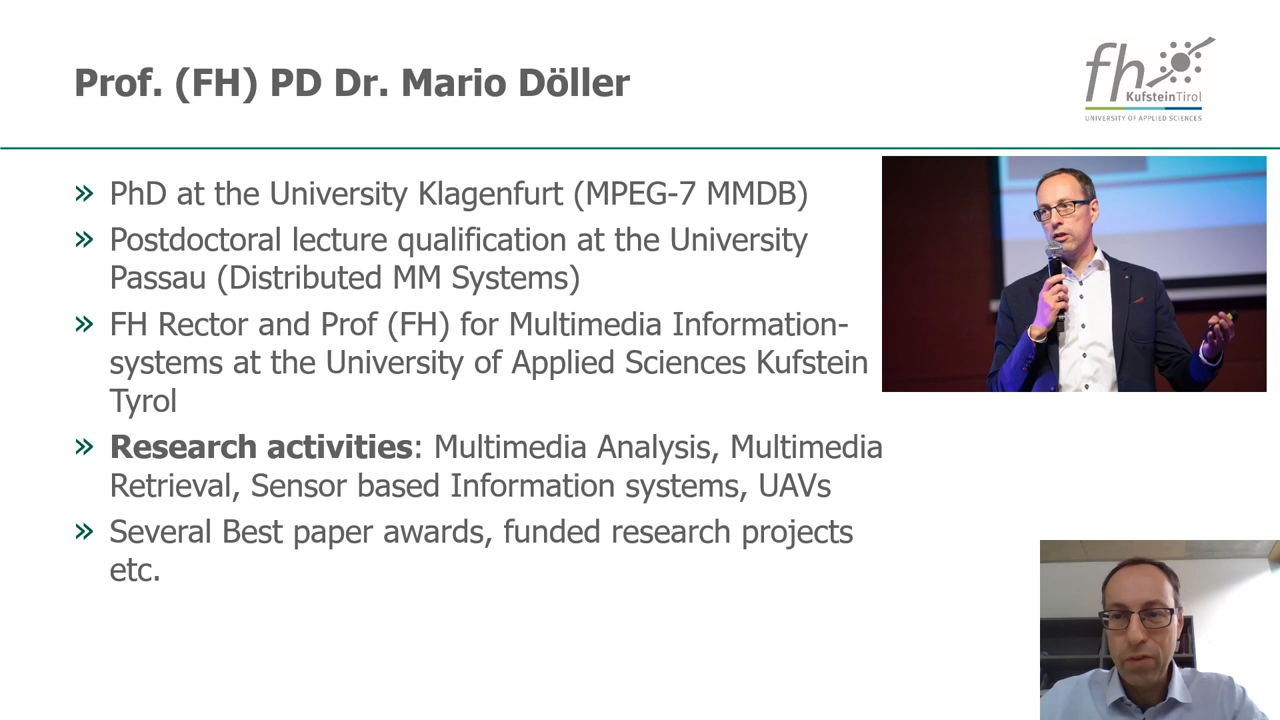 Prof. (FH) PD Dr. Mario Döller
fh
KufsteinTirol
UNIVERSITY OF APPLIED SCIENCES
» PhD at the University Klagenfurt (MPEG-7 MMDB)
» Postdoctoral lecture qualification at the University
Passau (Distributed MM Systems)
» FH Rector and Prof (FH) for Multimedia Information-
systems at the University of Applied Sciences Kufstein
Tyrol
» Research activities: Multimedia Analysis, Multimedia
Retrieval, Sensor based Information systems, UAVs
» Several Best paper awards, funded research projects
etc.